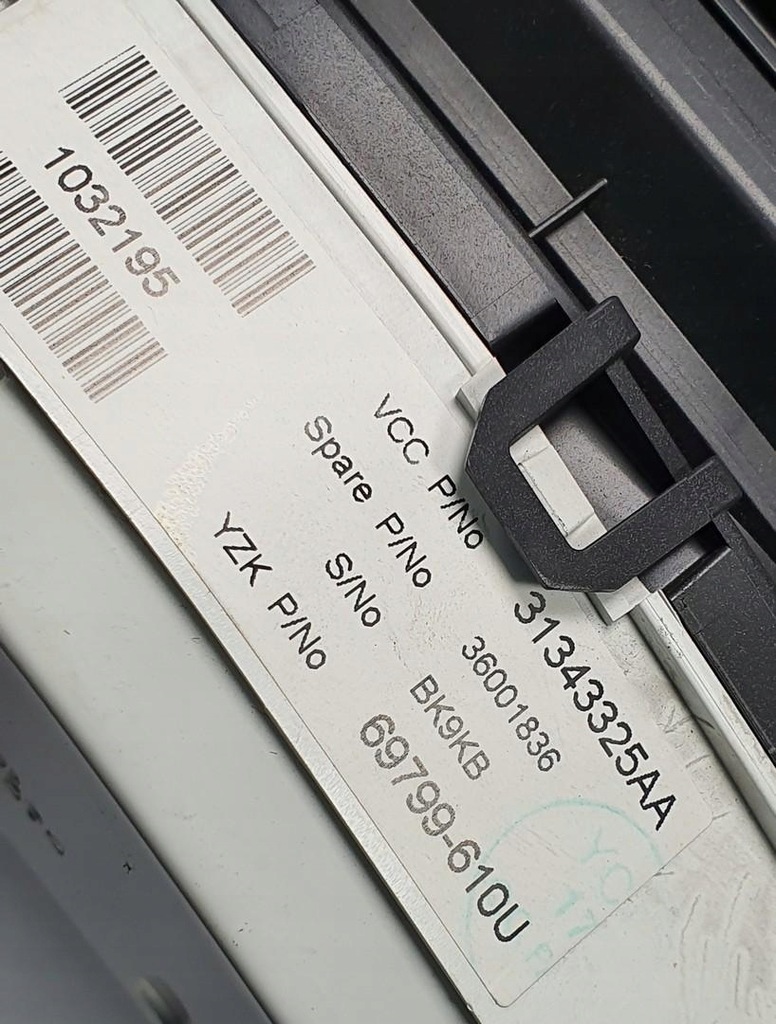 1032195
VCC P/No 31343325AA
Spare P/No 36001836
S/No BK9KB
YZK P/No 69799-610U